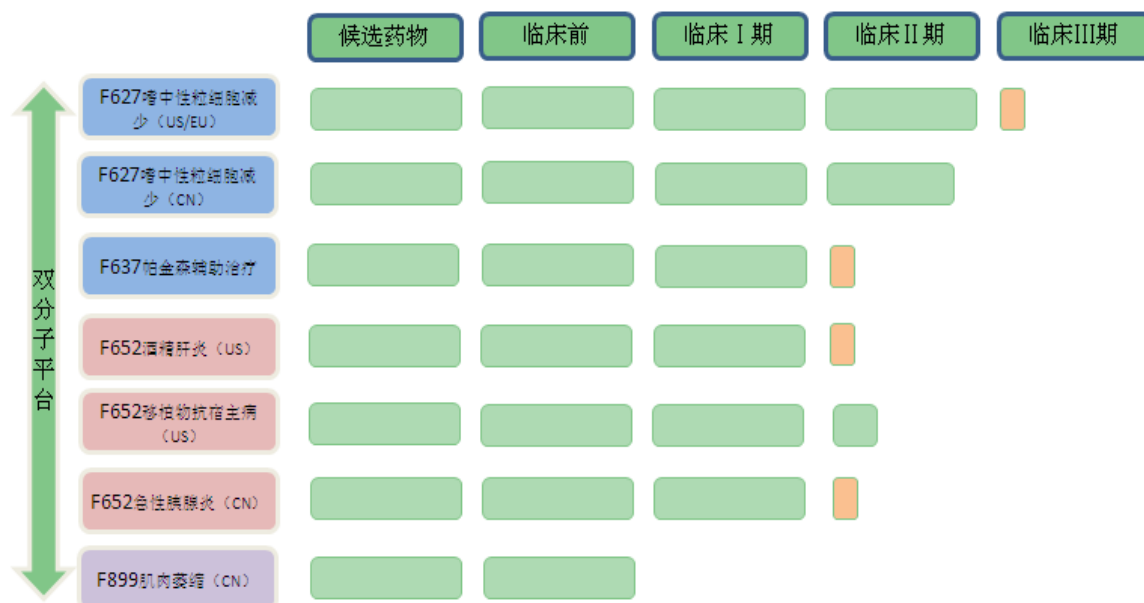 候选药物
临床前
临床Ⅰ期
临床Ⅱ期
临床III期
双分子平台
F627嗜中性粒细胞减
少（US/EU）
F627嗜中性粒细胞减
少（CN）
F637帕金森辅助治疗
F652酒精肝炎（US）
F652移植物抗宿主病
（US）
F652急性胰腺炎（CN）
F899肌肉萎缩（CN）